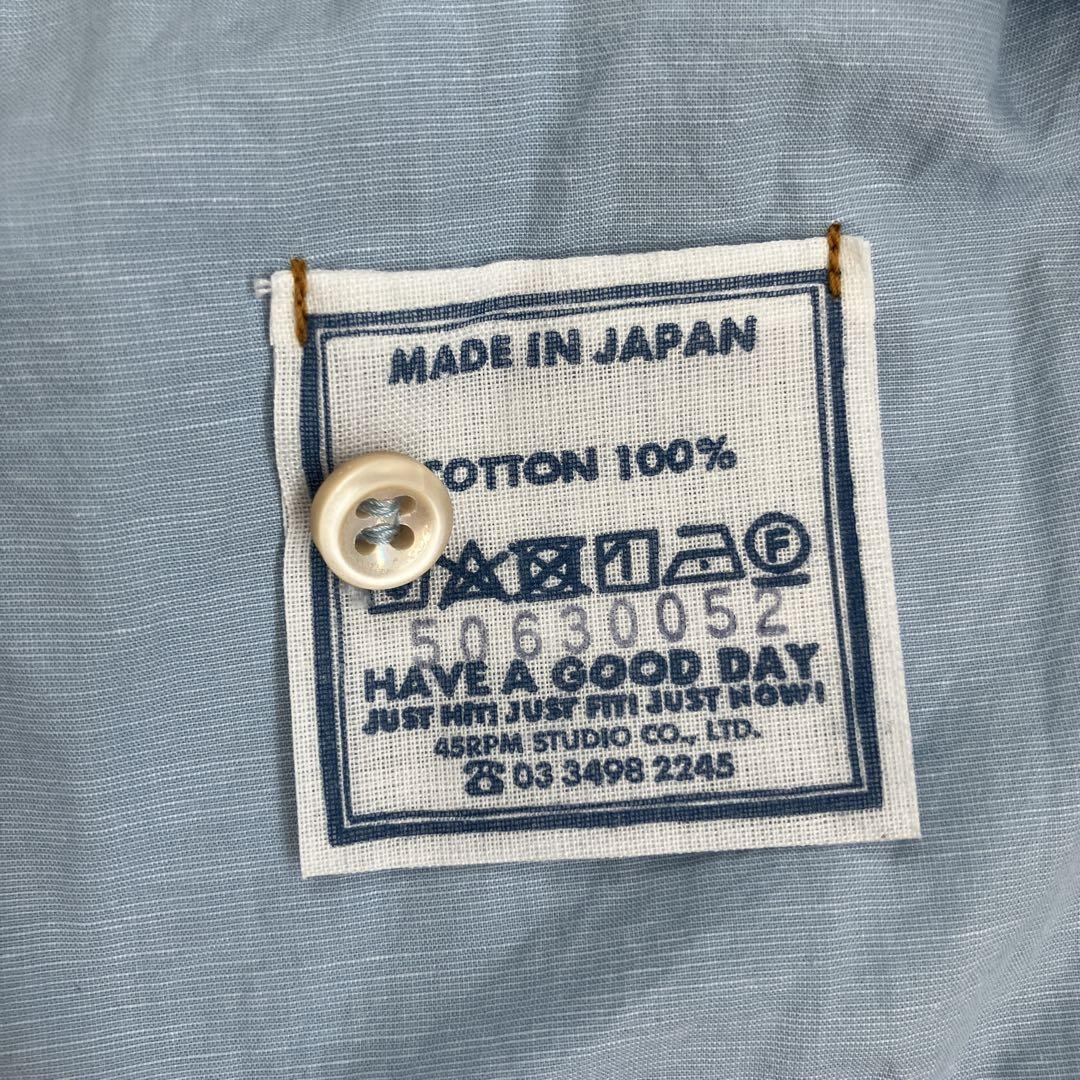 MADE IN JAPAN
COTTON 100%
F
50630052
HAVE A GOOD DAY
JUST HIT! JUST FIT! JUST NOW!
45RPM STUDIO CO., LTD.
☎ 03 3498 2245